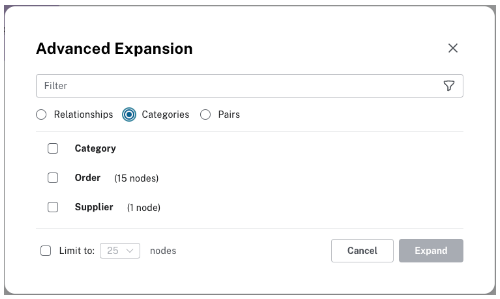 Advanced Expansion
Filter
Relationships Categories Pairs
Category
Order (15 nodes)
Supplier (1 node)
Limit to: 25 nodes Cancel Expand